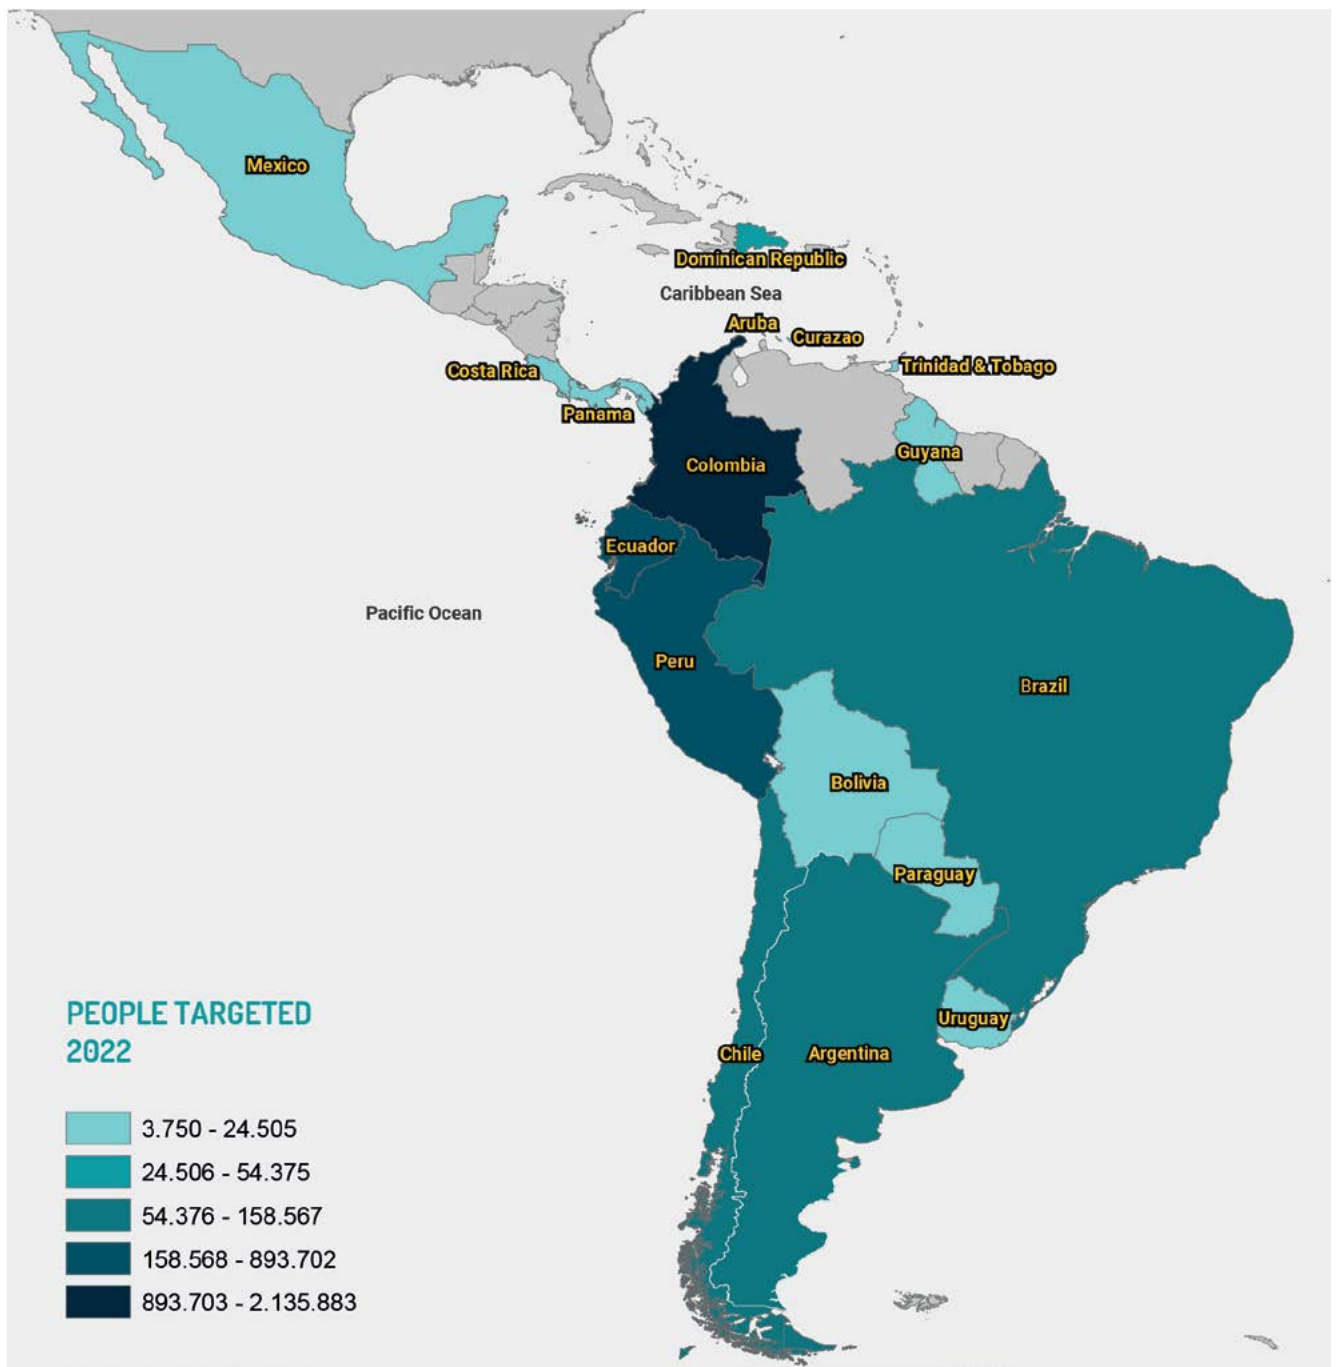 Mexico
Dominican Republic
Caribbean Sea
Aruba
Curazao
Costa Rica
Trinidad & Tobago
Panama
Guyana
Colombia
Ecuador
Pacific Ocean
Peru
Brazil
Bolivia
Paraguay
Uruguay
Chile
Argentina
PEOPLE TARGETED
2022
3.750 - 24.505
24.506 - 54.375
54.376 - 158.567
158.568 - 893.702
893.703 - 2.135.883